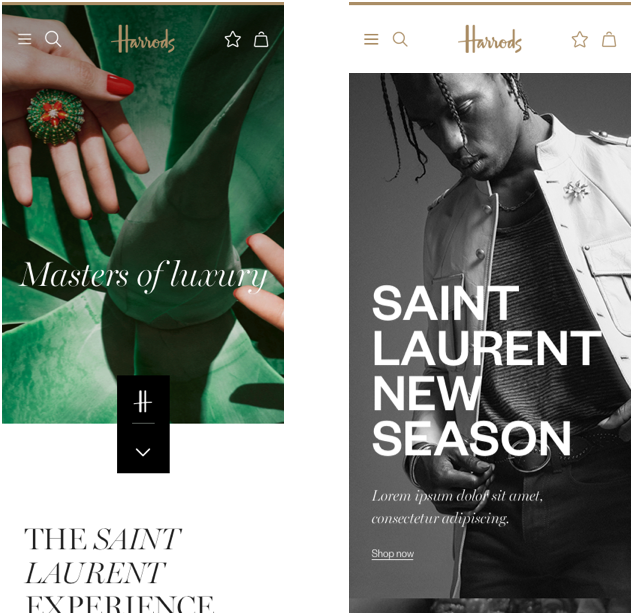 Harrods
Masters of luxury
H
THE SAINT
LAURENT
EXPERIENCE
Harrods
SAINT
LAURENT
NEW
SEASON
Lorem ipsum dolor sit amet,
consectetur adipiscing.
Shop now